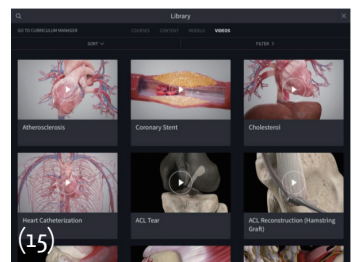 Library
GO TO CURRICULUM MANAGER
COURSES CONTENT MODELS VIDEOS
SORT
FILTER
Atherosclerosis
Coronary Stent
Cholesterol
Heart Catheterization
ACL Tear
ACL Reconstruction (Hamstring
Graft)
(15)